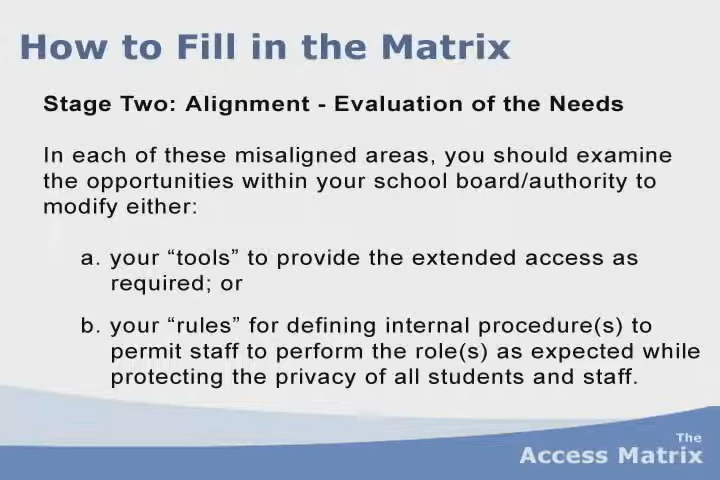 How to Fill in the Matrix
Stage Two: Alignment - Evaluation of the Needs
In each of these misaligned areas, you should examine
the opportunities within your school board/authority to
modify either:
a. your “tools” to provide the extended access as
required; or
b. your “rules” for defining internal procedure(s) to
permit staff to perform the role(s) as expected while
protecting the privacy of all students and staff.
The
Access Matrix